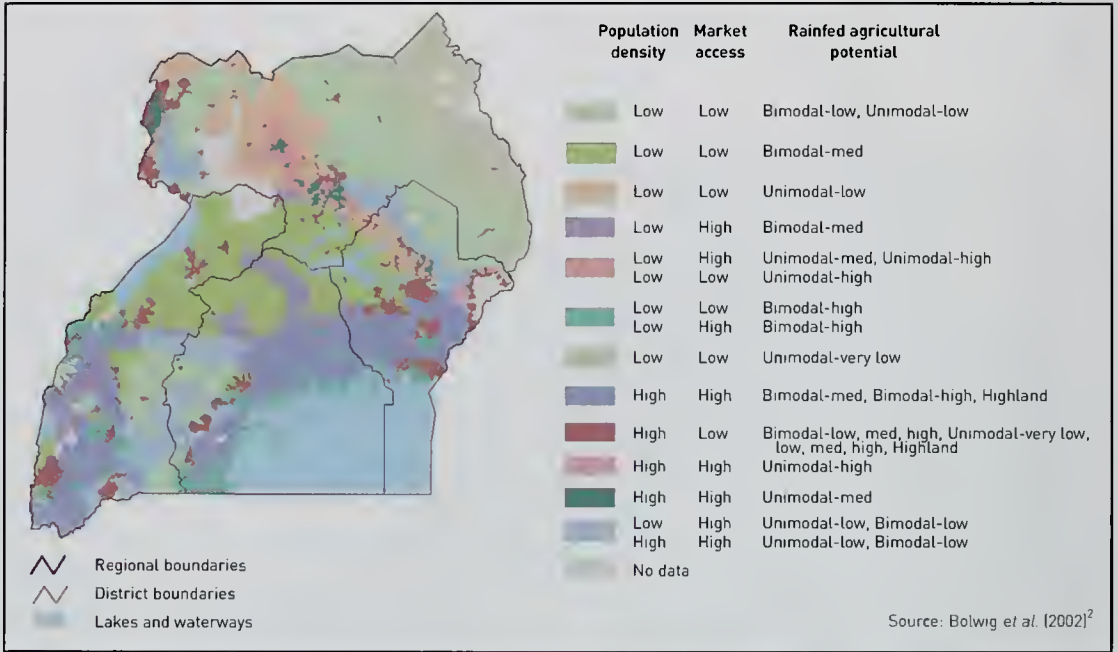 Population density Market access Rainfed agricultural potential
Low Low Bimodal-low, Unimodal-low
Low Low Bimodal-med
Low Low Unimodal-low
Low High Bimodal-med
Low High Unimodal-med, Unimodal-high
Low Low Unimodal-high
Low Low Bimodal-high
Low High Bimodal-high
Low Low Unimodal-very low
High High Bimodal-med, Bimodal-high, Highland
High Low Bimodal-low, med, high, Unimodal-very low,
low, med, high, Highland
High High Unimodal-high
High High Unimodal-med
Low High Unimodal-low, Bimodal-low
High High Unimodal-low, Bimodal-low
No data
Regional boundaries
District boundaries
Lakes and waterways
Source: Bolwig et al. (2002)2